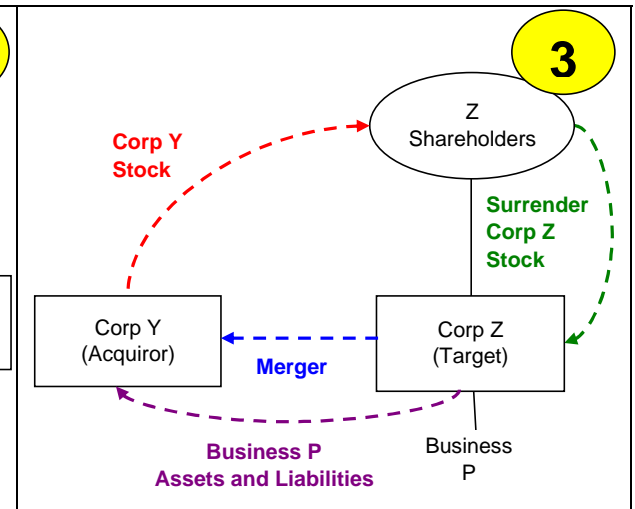 3
Z
Shareholders
Corp Y
Stock
Surrender
Corp Z
Stock
Corp Y
(Acquiror)
Corp Z
(Target)
Merger
Business P
Assets and Liabilities
Business
P